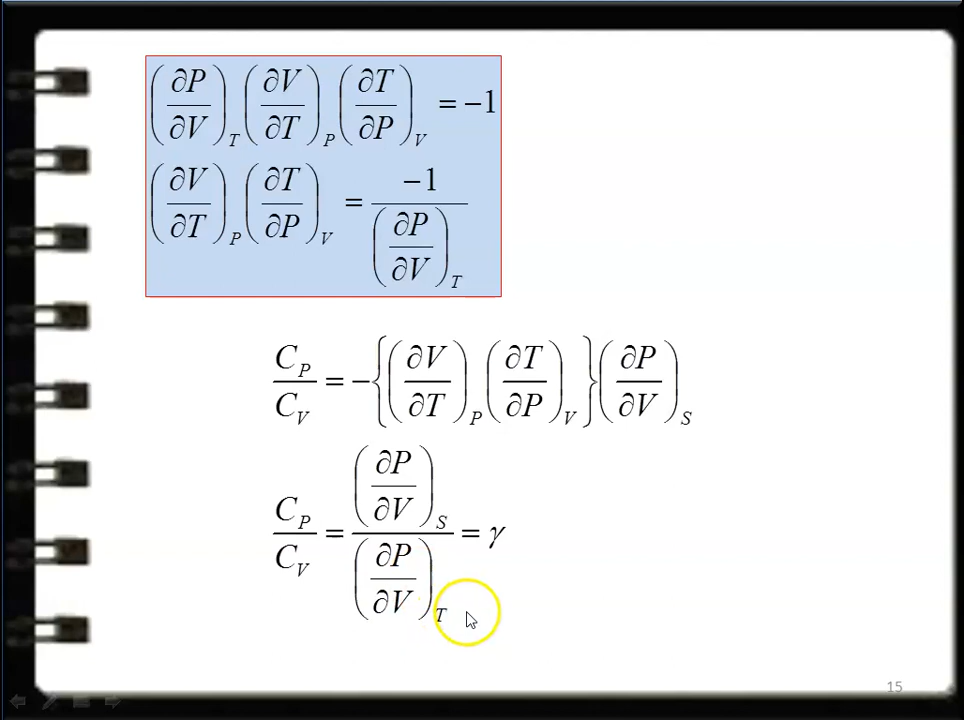 (∂P/∂V)_T (∂V/∂T)_P (∂T/∂P)_V = −1
(∂V/∂T)_P (∂T/∂P)_V = −1/(∂P/∂V)_T
C_P/C_V = −{(∂V/∂T)_P (∂T/∂P)_V}(∂P/∂V)_S
C_P/C_V = (∂P/∂V)_S/(∂P/∂V)_T = γ
15